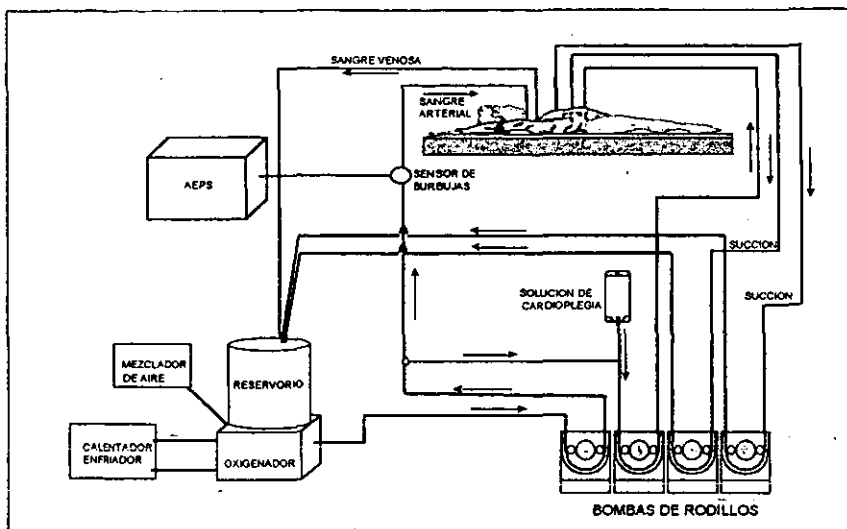 SANGRE VENOSA
SANGRE
ARTERIAL
AEPS
SENSOR DE
BURBUJAS
SUCCION
SOLUCION DE
CARDIOPLEGIA
SUCCION
MEZCLADOR
DE AIRE
RESERVORIO
CALENTADOR
ENFRIADOR
OXIGENADOR
BOMBAS DE RODILLOS